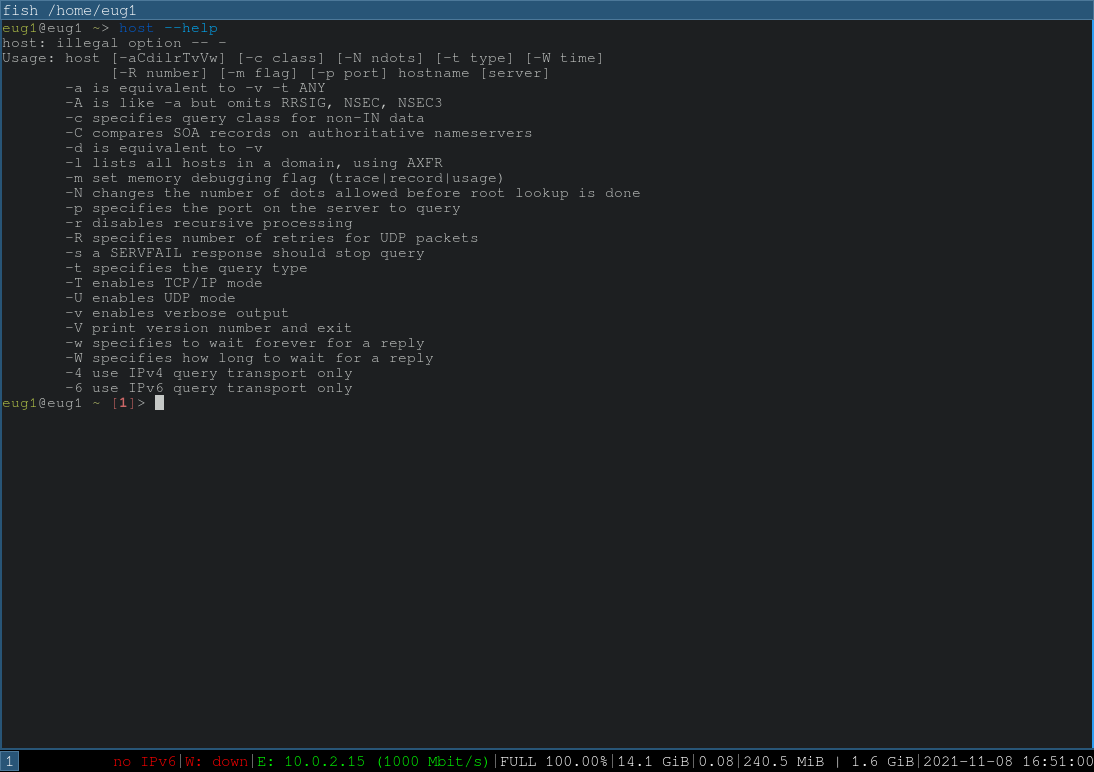 fish /home/eug1
eug1@eug1 ~> host --help
host: illegal option -- -
Usage: host [-aCdilrTvVw] [-c class] [-N ndots] [-t type] [-W time]
            [-R number] [-m flag] [-p port] hostname [server]
       -a is equivalent to -v -t ANY
       -A is like -a but omits RRSIG, NSEC, NSEC3
       -c specifies query class for non-IN data
       -C compares SOA records on authoritative nameservers
       -d is equivalent to -v
       -l lists all hosts in a domain, using AXFR
       -m set memory debugging flag (trace|record|usage)
       -N changes the number of dots allowed before root lookup is done
       -p specifies the port on the server to query
       -r disables recursive processing
       -R specifies number of retries for UDP packets
       -s a SERVFAIL response should stop query
       -t specifies the query type
       -T enables TCP/IP mode
       -U enables UDP mode
       -v enables verbose output
       -V print version number and exit
       -w specifies to wait forever for a reply
       -W specifies how long to wait for a reply
       -4 use IPv4 query transport only
       -6 use IPv6 query transport only
eug1@eug1 ~ [1]>
1 no IPv6|W: down|E: 10.0.2.15 (1000 Mbit/s)|FULL 100.00%|14.1 GiB|0.08|240.5 MiB | 1.6 GiB|2021-11-08 16:51:00